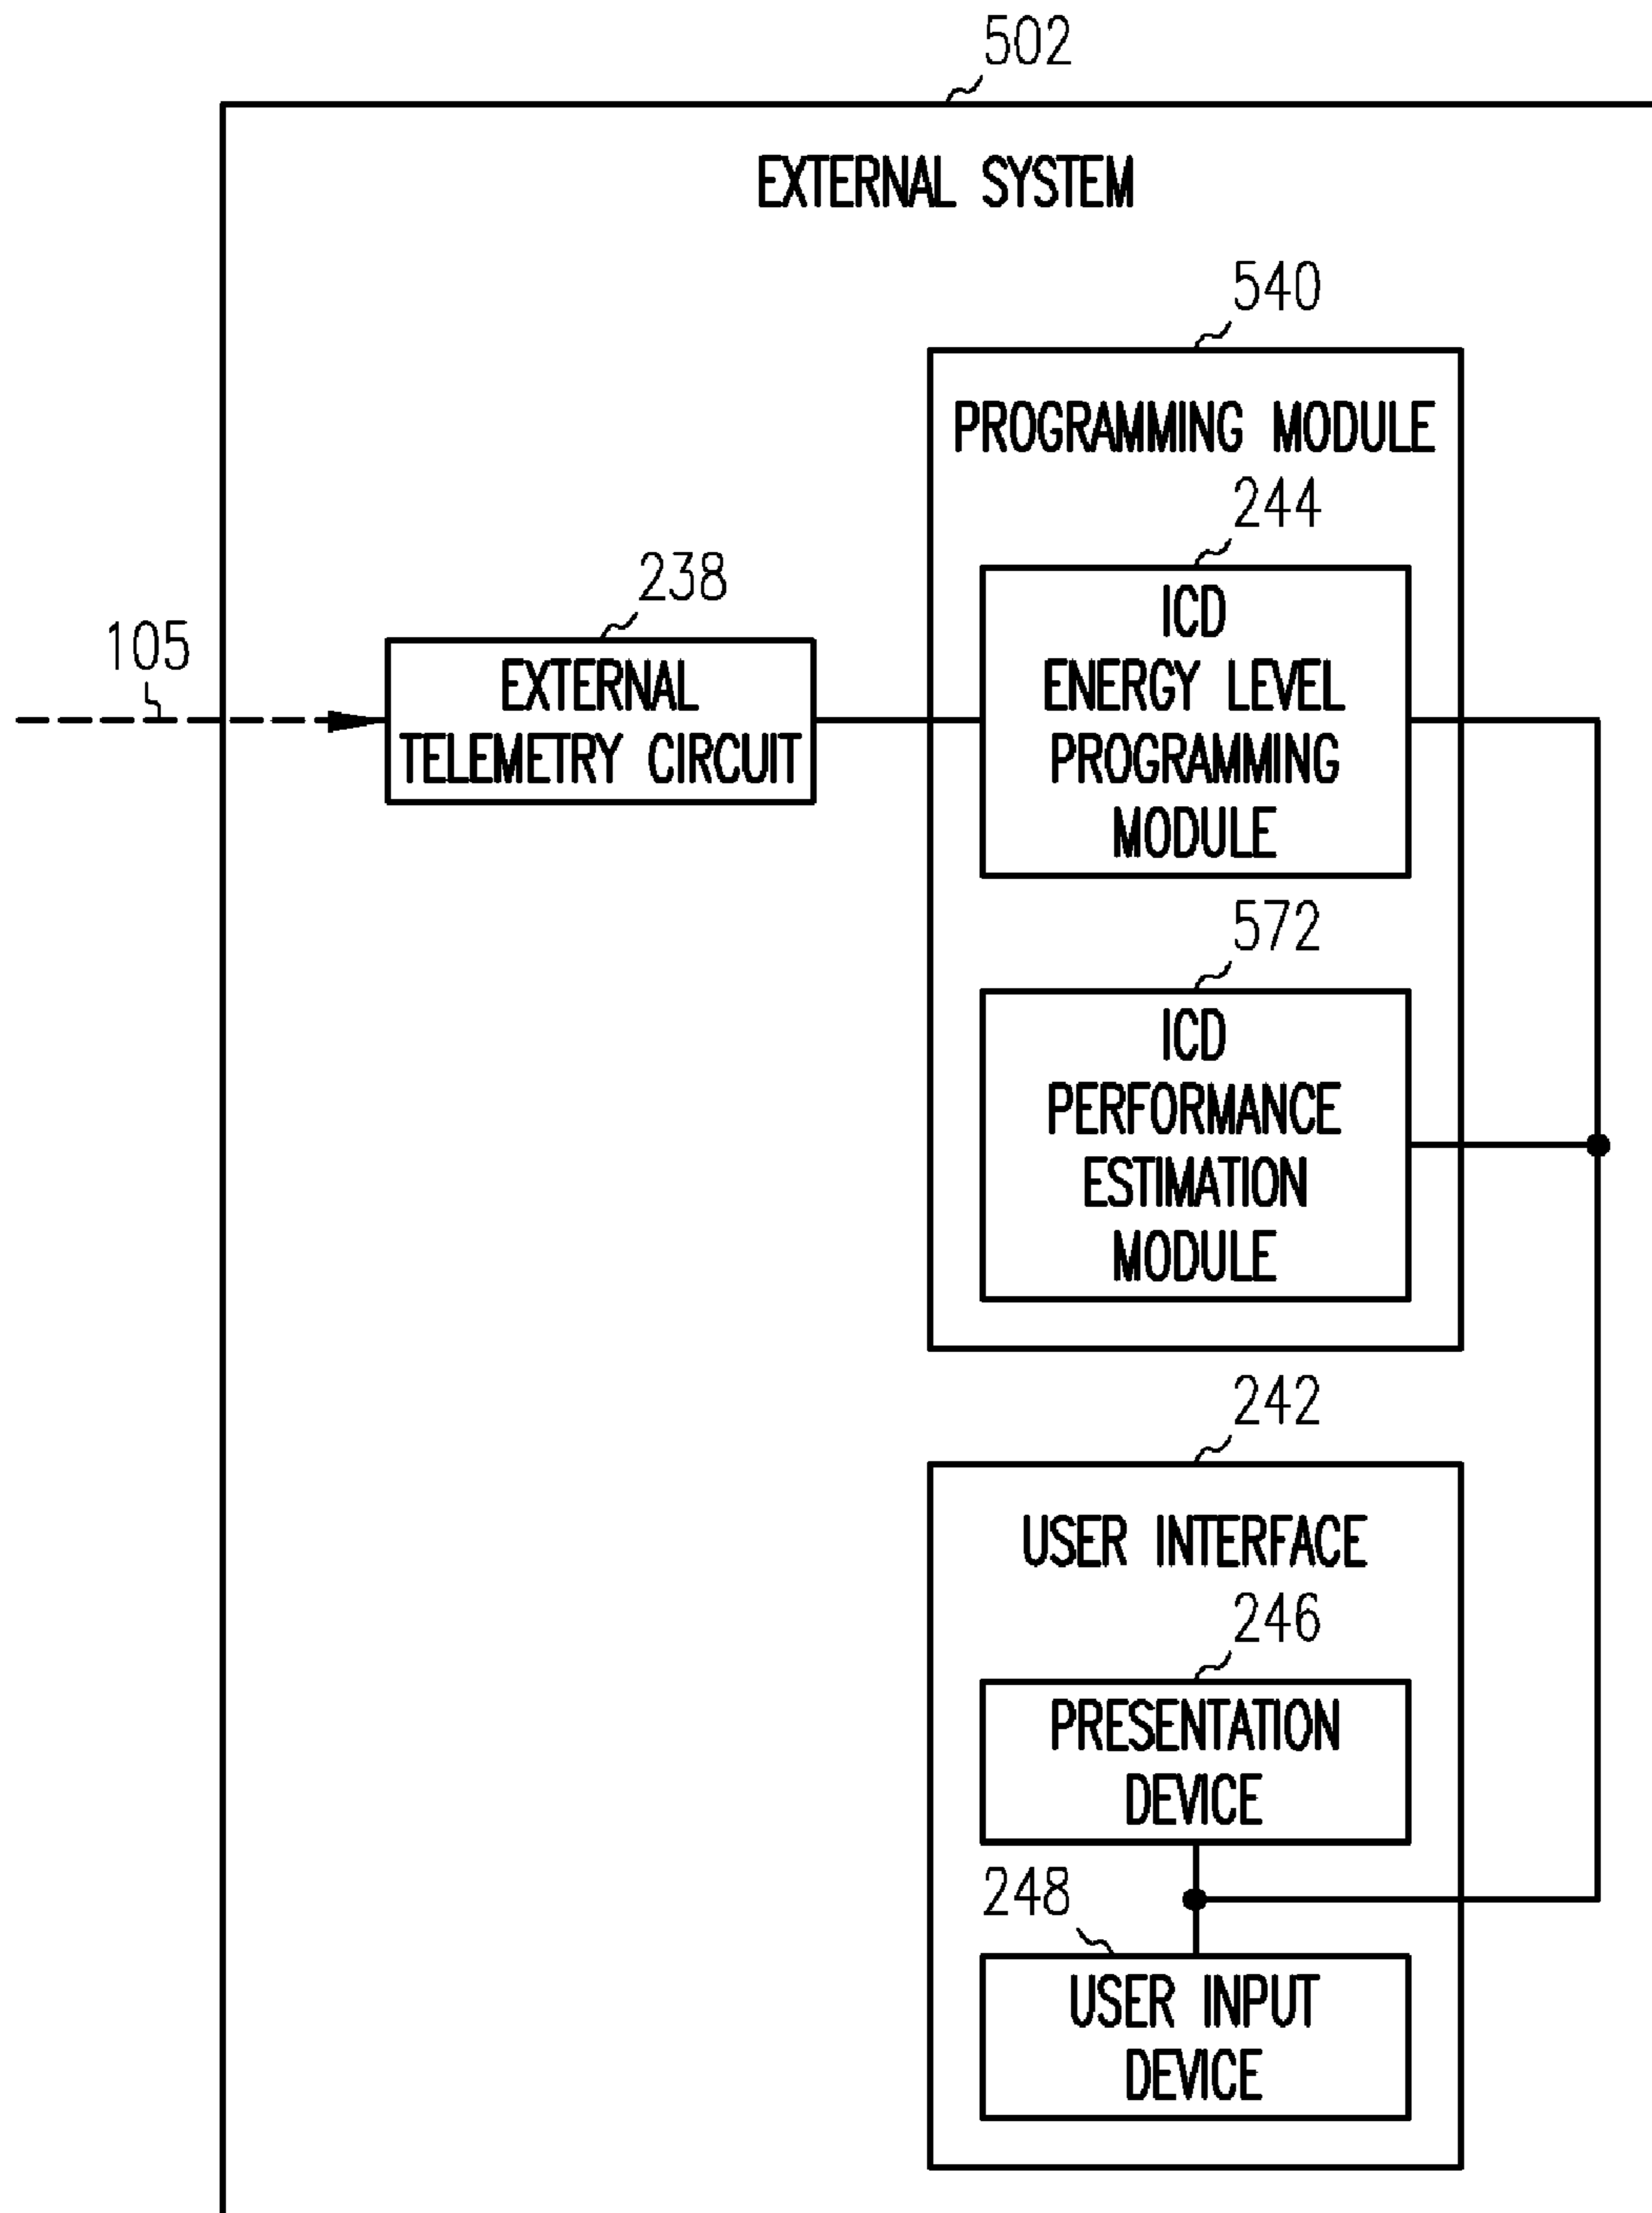 502
EXTERNAL SYSTEM
540
PROGRAMMING MODULE
244
ICD
ENERGY LEVEL
PROGRAMMING
MODULE
238
105
EXTERNAL
TELEMETRY CIRCUIT
572
ICD
PERFORMANCE
ESTIMATION
MODULE
242
USER INTERFACE
246
PRESENTATION
DEVICE
248
USER INPUT
DEVICE